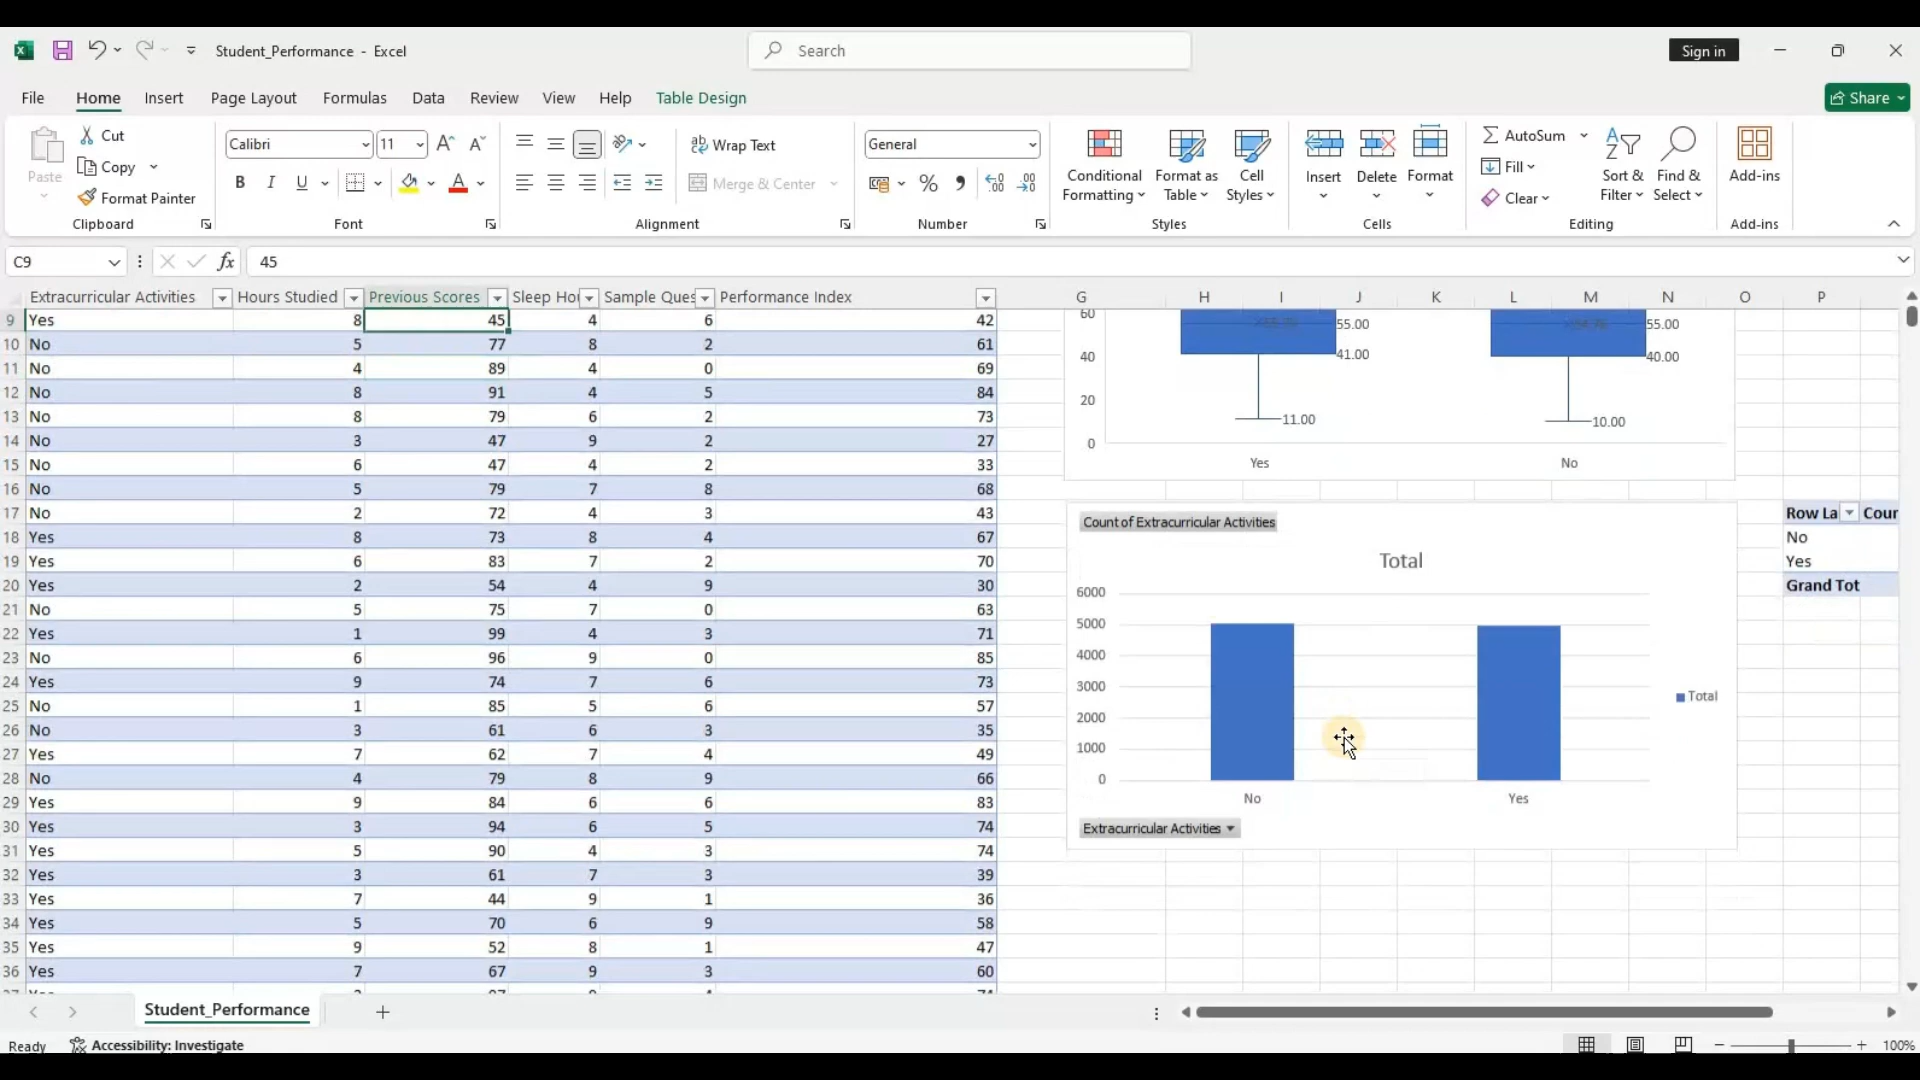 Student_Performance - Excel
Search
Sign in
File Home Insert Page Layout Formulas Data Review View Help Table Design
Share
Paste
Cut
Copy
Format Painter
Clipboard
Calibri 11
B I U
Font
Wrap Text
Merge & Center
Alignment
General
Number
Conditional Formatting
Format as Table
Cell Styles
Styles
Insert
Delete
Format
Cells
AutoSum
Fill
Clear
Sort & Filter
Find & Select
Editing
Add-ins
Add-ins
C9 fx 45
Extracurricular Activities Hours Studied Previous Scores Sleep Hou Sample Ques Performance Index G H I J K L M N O P
9 Yes 8 45 4 6 42
10 No 5 77 8 2 61
11 No 4 89 4 0 69
12 No 8 91 4 5 84
13 No 8 79 6 2 73
14 No 3 47 9 2 27
15 No 6 47 4 2 33
16 No 5 79 7 8 68
17 No 2 72 4 3 43
18 Yes 8 73 8 4 67
19 Yes 6 83 7 2 70
20 Yes 2 54 4 9 30
21 No 5 75 7 0 63
22 Yes 1 99 4 3 71
23 No 6 96 9 0 85
24 Yes 9 74 7 6 73
25 No 1 85 5 6 57
26 No 3 61 6 3 35
27 Yes 7 62 7 4 49
28 No 4 79 8 9 66
29 Yes 9 84 6 6 83
30 Yes 3 94 6 5 74
31 Yes 5 90 4 3 74
32 Yes 3 61 7 3 39
33 Yes 7 44 9 1 36
34 Yes 5 70 6 9 58
35 Yes 9 52 8 1 47
36 Yes 7 67 9 3 60
60
40
20
0
55.00
41.00
11.00
55.00
40.00
10.00
Yes No
Count of Extracurricular Activities
Total
6000
5000
4000
3000
2000
1000
0
No Yes
Total
Extracurricular Activities
Row La Cour
No
Yes
Grand Tot
Student_Performance
Ready Accessibility: Investigate
100%